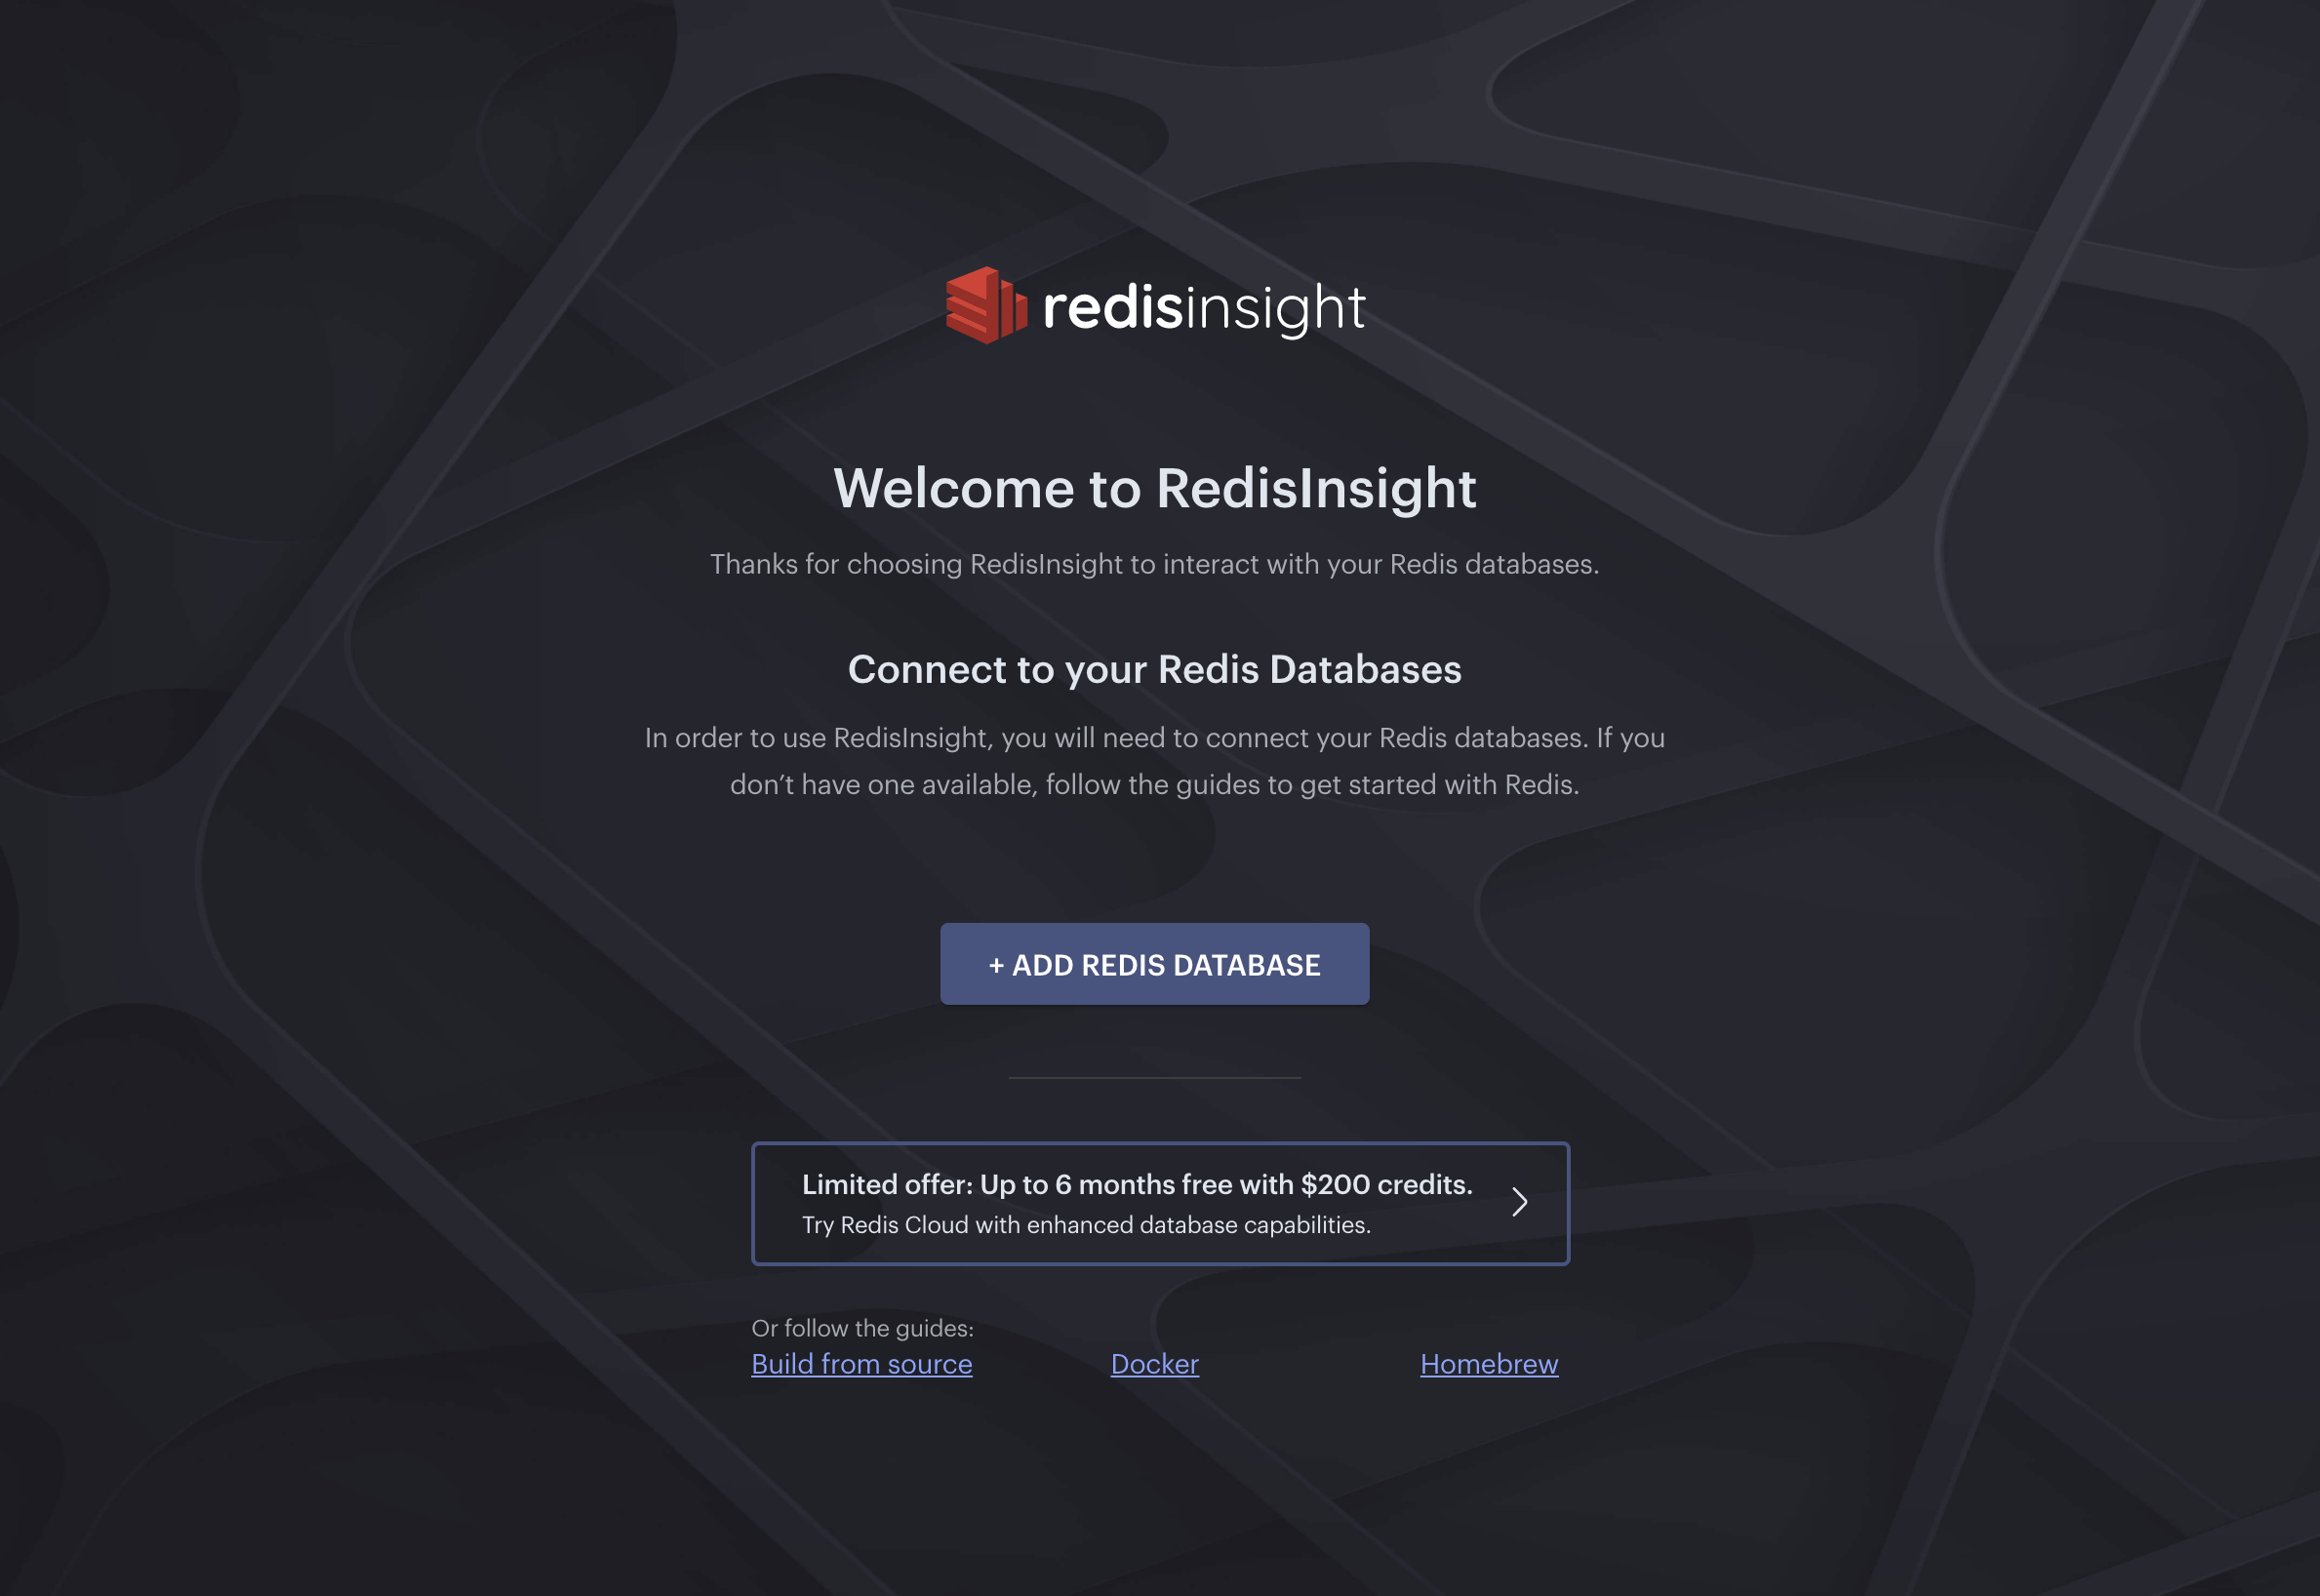 redisinsight
Welcome to RedisInsight
Thanks for choosing RedisInsight to interact with your Redis databases.
Connect to your Redis Databases
In order to use RedisInsight, you will need to connect your Redis databases. If you
don’t have one available, follow the guides to get started with Redis.
+ ADD REDIS DATABASE
Limited offer: Up to 6 months free with $200 credits.
Try Redis Cloud with enhanced database capabilities.
Or follow the guides:
Build from source Docker Homebrew